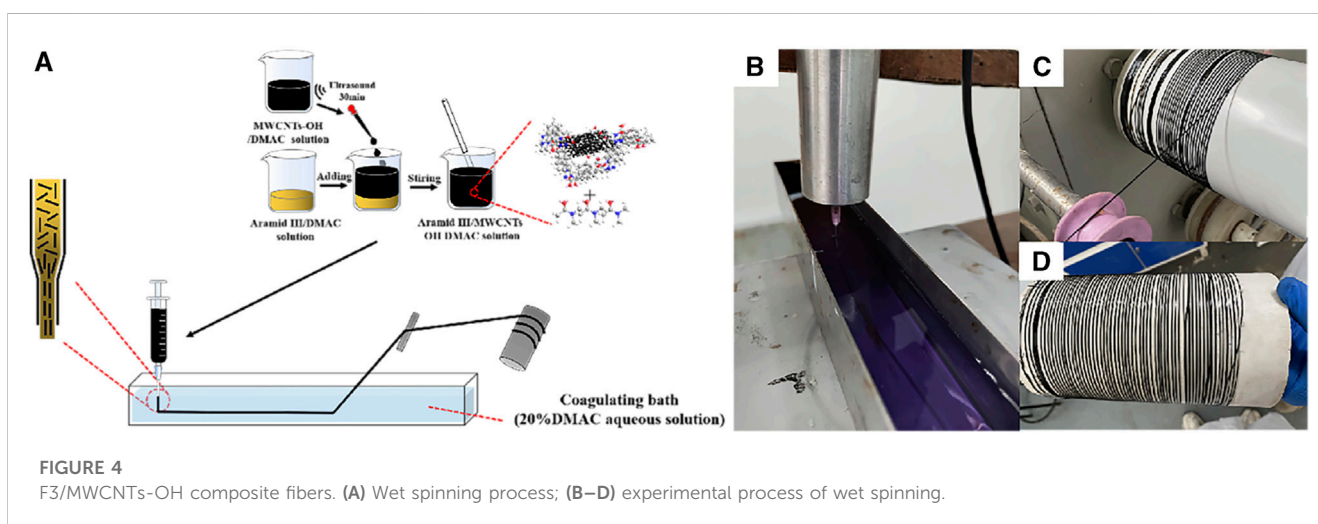 A
Ultrasound
30min
MWCNTs-OH
/DMAC solution
Adding
Stiring
Aramid III/DMAC
solution
Aramid III/MWCNTs
OH DMAC solution
+
Coagulating bath
(20%DMAC aqueous solution)
B
C
D
FIGURE 4
F3/MWCNTs-OH composite fibers. (A) Wet spinning process; (B–D) experimental process of wet spinning.